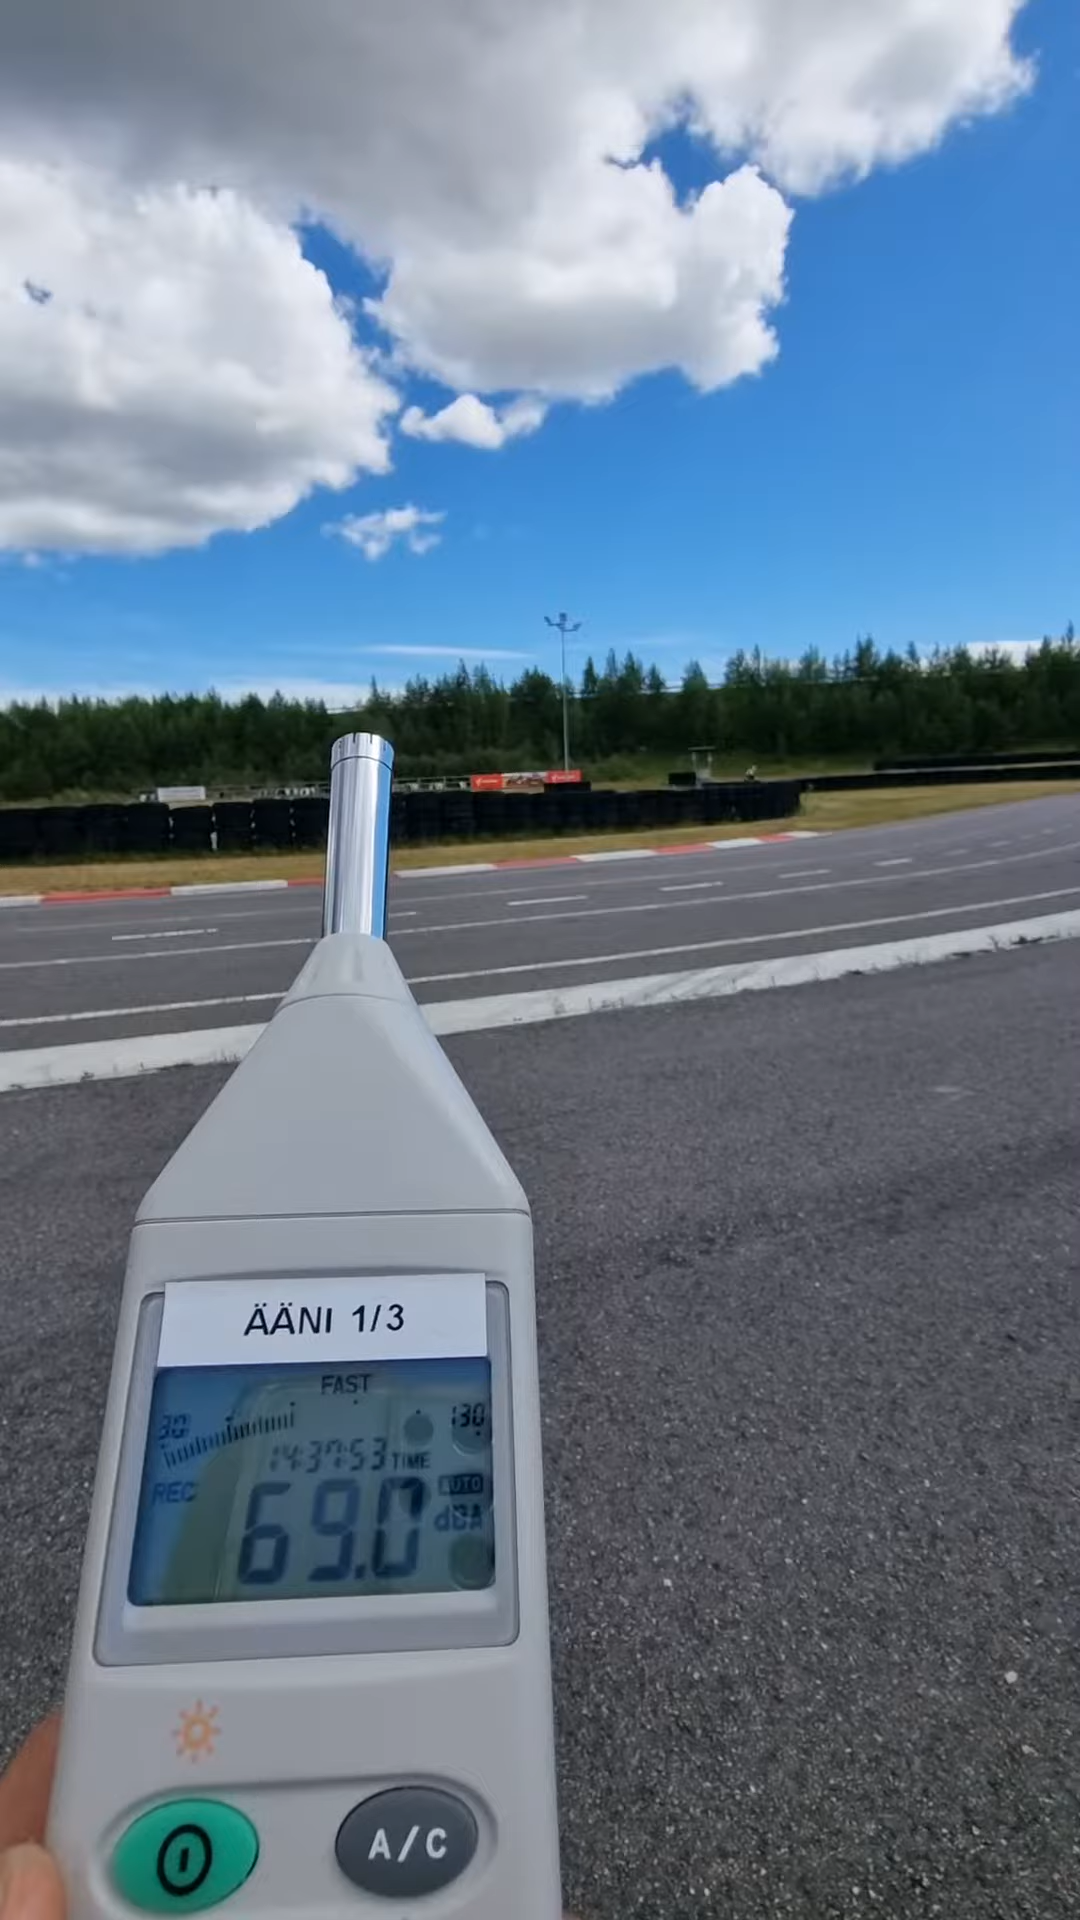 ÄÄNI 1/3
FAST
30 130
14:37:53 TIME
REC AUTO
69.0 dBA
A/C